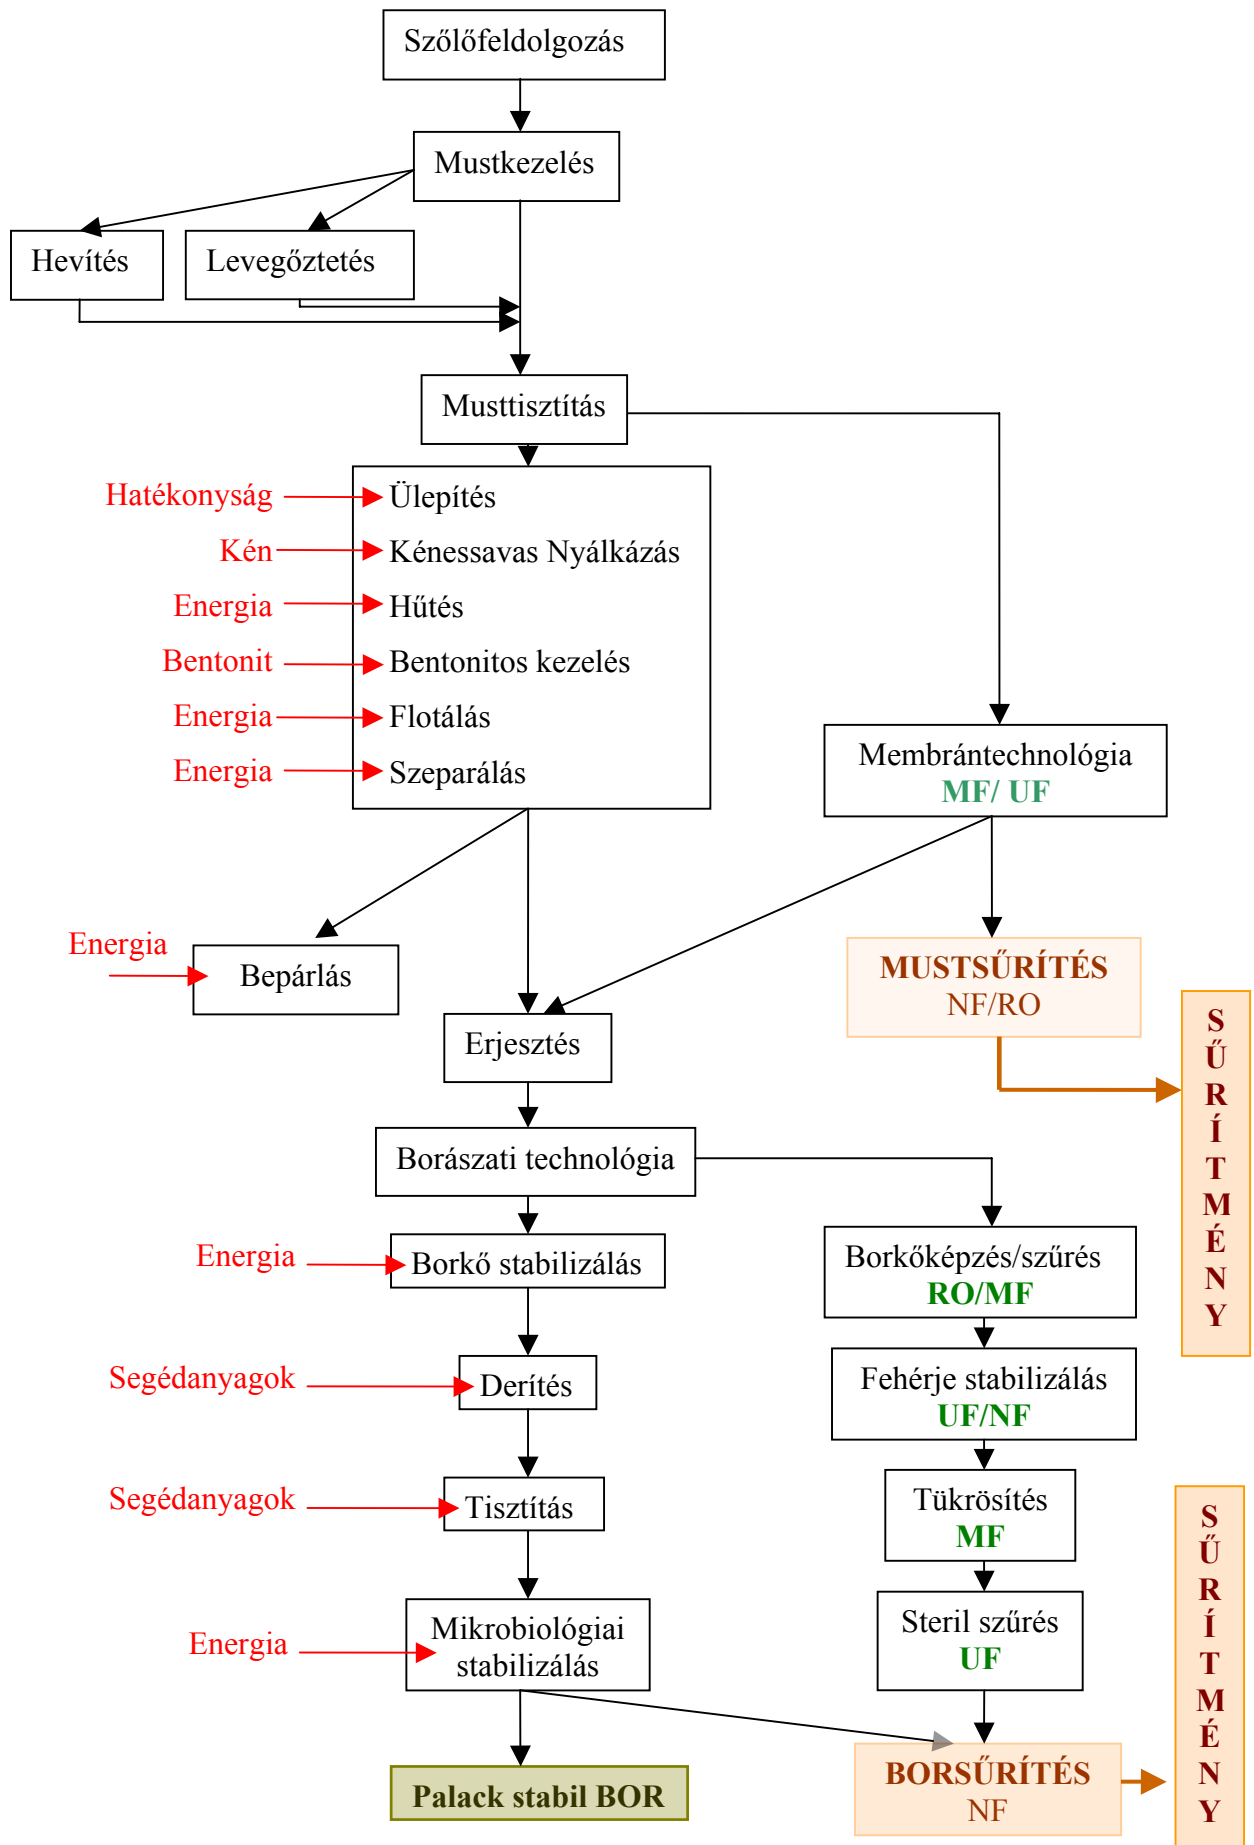 Szőlőfeldolgozás
Mustkezelés
Hevítés
Levegőztetés
Musttisztítás
Hatékonyság
Ülepítés
Kén
Kénessavas Nyálkázás
Energia
Hűtés
Bentonit
Bentonitos kezelés
Energia
Flotálás
Energia
Szeparálás
Membrántechnológia
MF/ UF
Energia
Bepárlás
MUSTSŰRÍTÉS
NF/RO
S
Ű
R
Í
T
M
É
N
Y
Erjesztés
Borászati technológia
Energia
Borkő stabilizálás
Borkőképzés/szűrés
RO/MF
Segédanyagok
Derítés
Fehérje stabilizálás
UF/NF
Segédanyagok
Tisztítás
Tükrösítés
MF
Energia
Mikrobiológiai
stabilizálás
Steril szűrés
UF
Palack stabil BOR
BORSŰRÍTÉS
NF
S
Ű
R
Í
T
M
É
N
Y